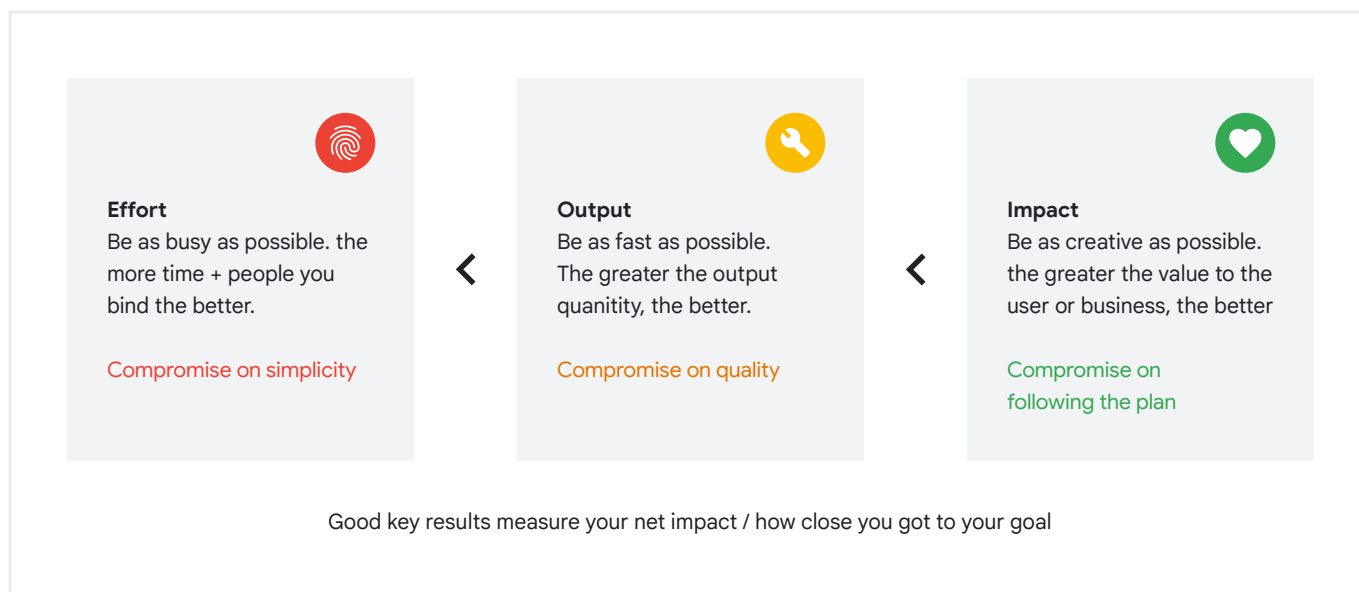 Effort
Be as busy as possible. the
more time + people you
bind the better.
Compromise on simplicity
Output
Be as fast as possible.
The greater the output
quanitity, the better.
Compromise on quality
Impact
Be as creative as possible.
the greater the value to the
user or business, the better
Compromise on
following the plan
Good key results measure your net impact / how close you got to your goal